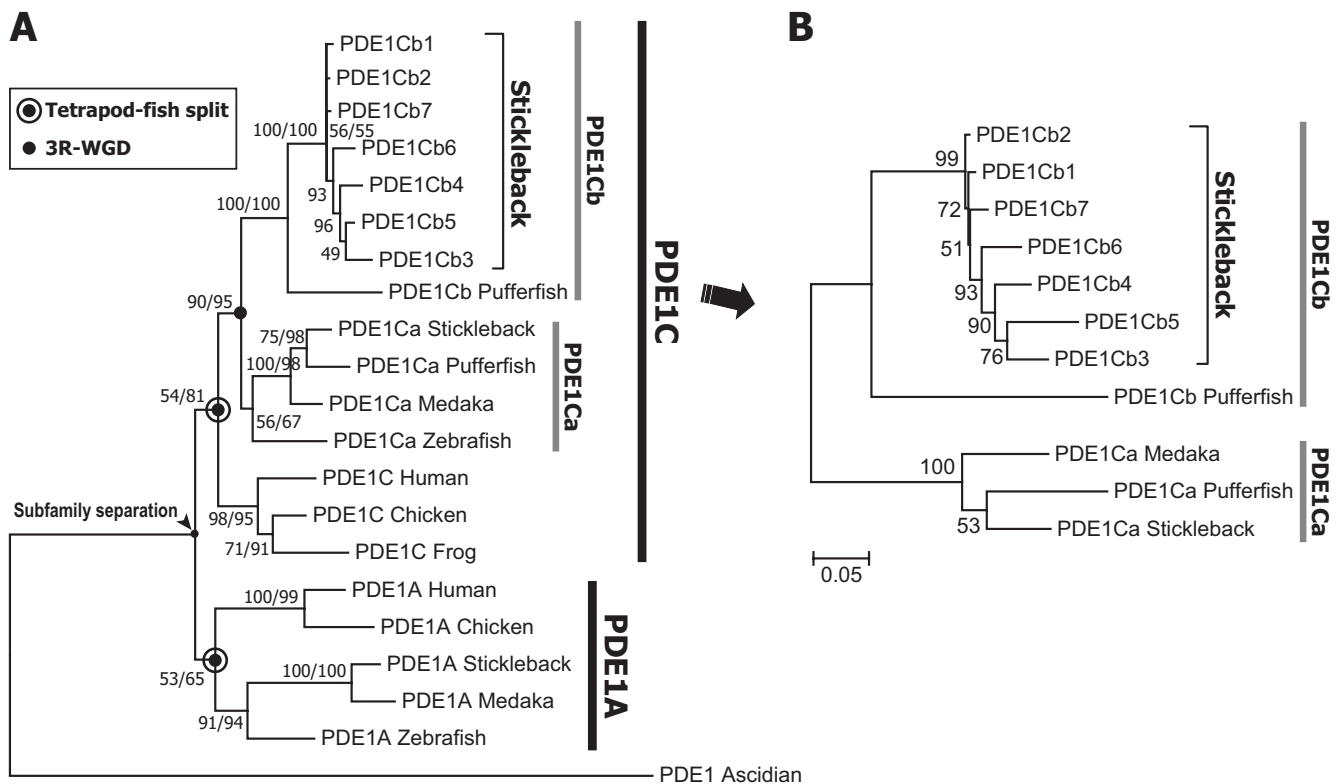 A
Tetrapod-fish split
3R-WGD
PDE1Cb1
PDE1Cb2
PDE1Cb7
100/100
56/55
PDE1Cb6
93
PDE1Cb4
100/100
96
PDE1Cb5
49
PDE1Cb3
Stickleback
PDE1Cb
PDE1Cb Pufferfish
90/95
75/98
PDE1Ca Stickleback
100/98
PDE1Ca Pufferfish
PDE1Ca Medaka
54/81
56/67
PDE1Ca Zebrafish
PDE1Ca
PDE1C Human
Subfamily separation
98/95
PDE1C Chicken
71/91
PDE1C Frog
PDE1C
100/99
PDE1A Human
PDE1A Chicken
53/65
100/100
PDE1A Stickleback
PDE1A Medaka
91/94
PDE1A Zebrafish
PDE1A
PDE1 Ascidian
B
PDE1Cb2
99
PDE1Cb1
72
PDE1Cb7
51
PDE1Cb6
93
PDE1Cb4
90
PDE1Cb5
76
PDE1Cb3
Stickleback
PDE1Cb
PDE1Cb Pufferfish
PDE1Ca Medaka
100
PDE1Ca Pufferfish
53
PDE1Ca Stickleback
PDE1Ca
0.05